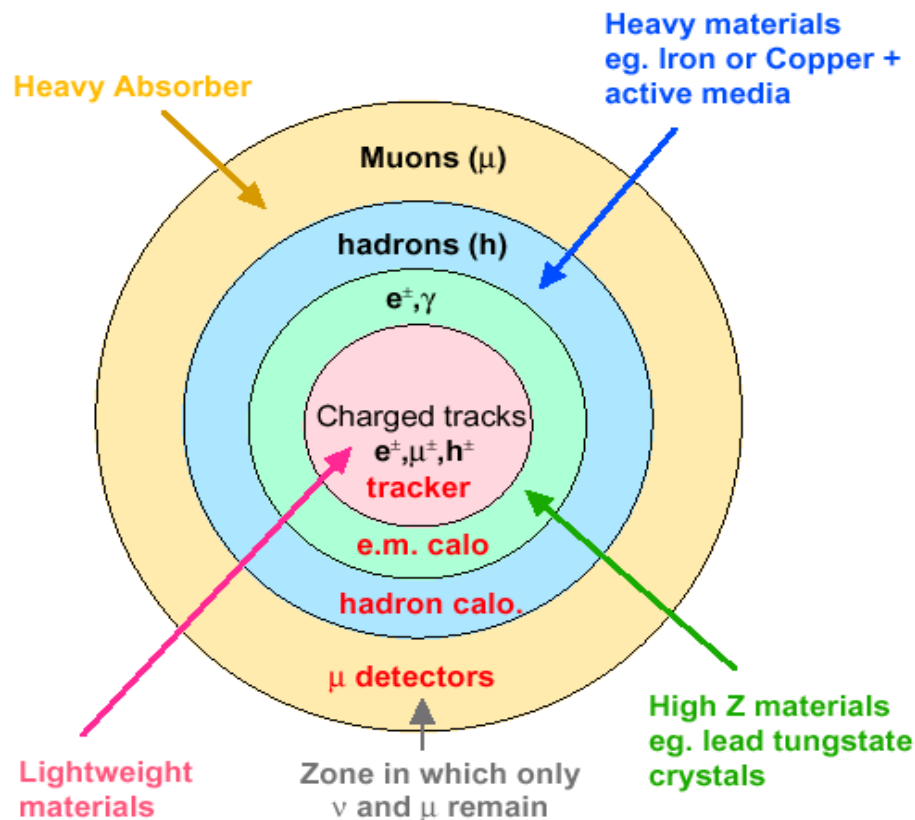 Heavy materials
eg. Iron or Copper +
active media
Heavy Absorber
Muons (μ)
hadrons (h)
e±,γ
Charged tracks
e±,μ±,h±
tracker
e.m. calo
hadron calo.
μ detectors
High Z materials
eg. lead tungstate
crystals
Lightweight
materials
Zone in which only
ν and μ remain